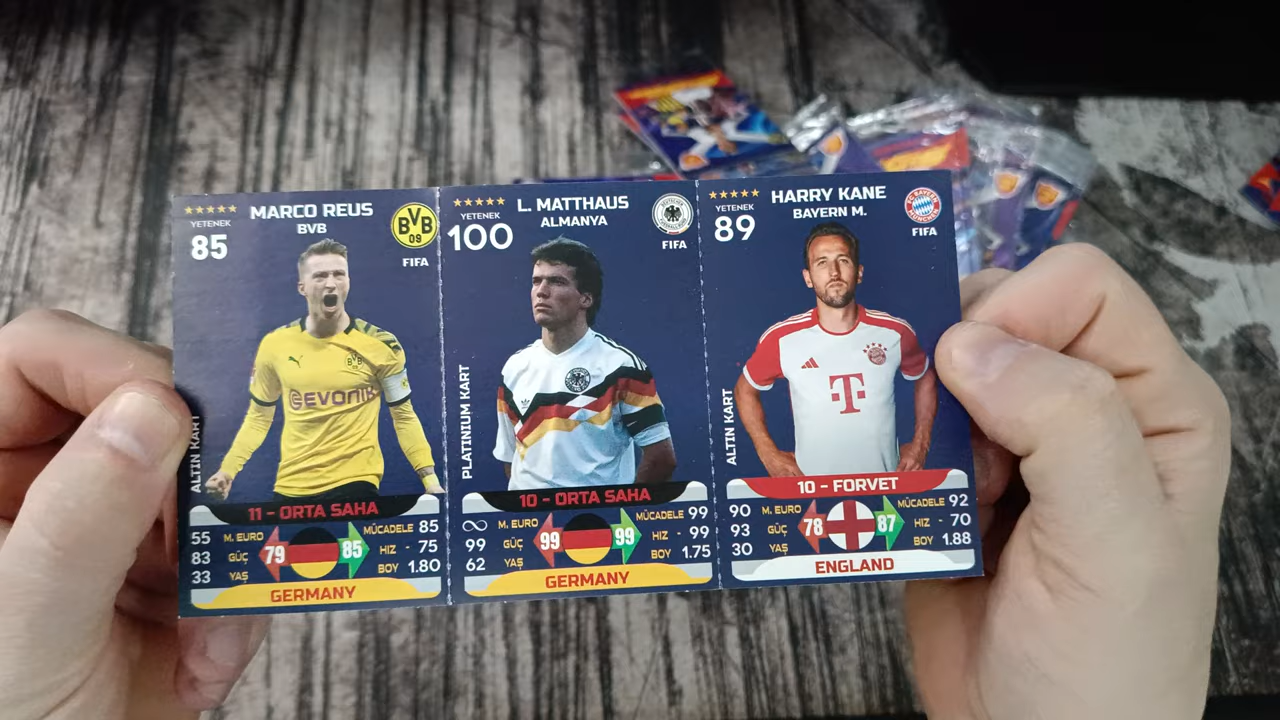 ★★★★★
YETENEK
85
MARCO REUS
BVB
BVB
09
FIFA
ALTIN KART
EVONIK
11 - ORTA SAHA
55 M. EURO
83 GÜÇ
33 YAŞ
79
85
MÜCADELE 85
HIZ - 75
BOY 1.80
GERMANY
★★★★★
YETENEK
100
L. MATTHAUS
ALMANYA
FIFA
PLATINIUM KART
10 - ORTA SAHA
∞ M. EURO
99 GÜÇ
62 YAŞ
99
99
MÜCADELE 99
HIZ - 99
BOY 1.75
GERMANY
★★★★★
YETENEK
89
HARRY KANE
BAYERN M.
FC BAYERN
MÜNCHEN
FIFA
ALTIN KART
T
10 - FORVET
90 M. EURO
93 GÜÇ
30 YAŞ
78
87
MÜCADELE 92
HIZ - 70
BOY 1.88
ENGLAND